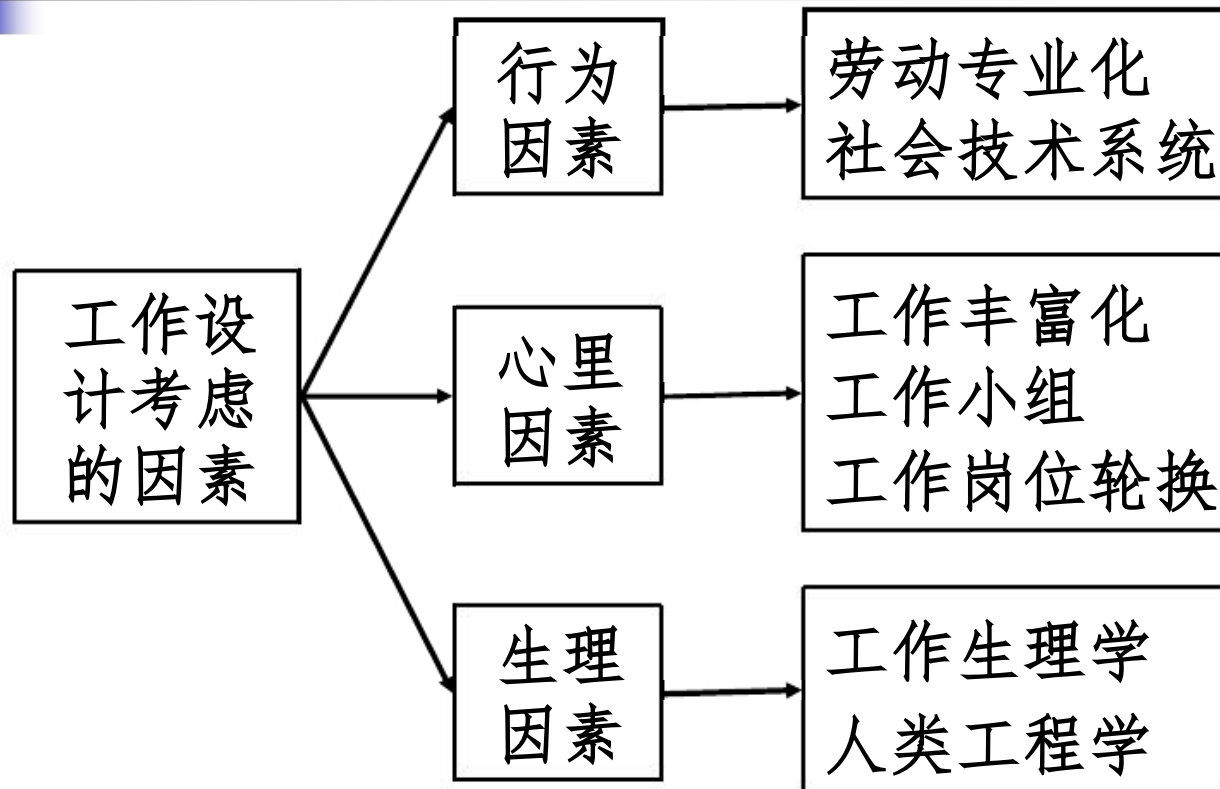 工作设
计考虑
的因素
行为
因素
劳动专业化
社会技术系统
心里
因素
工作丰富化
工作小组
工作岗位轮换
生理
因素
工作生理学
人类工程学